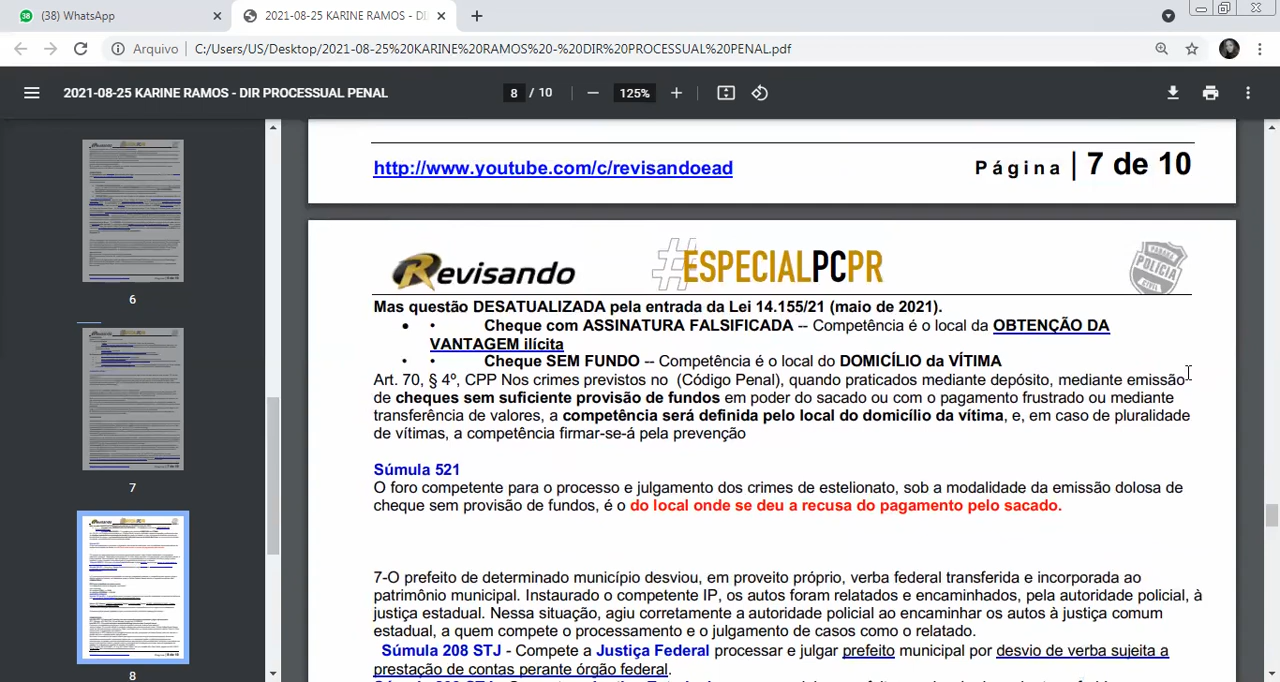 (38) WhatsApp
2021-08-25 KARINE RAMOS - D
Arquivo
C:/Users/US/Desktop/2021-08-25%20KARINE%20RAMOS%20-%20DIR%20PROCESSUAL%20PENAL.pdf
2021-08-25 KARINE RAMOS - DIR PROCESSUAL PENAL
8 / 10
125%
6
7
8
http://www.youtube.com/c/revisandoead
Página | 7 de 10
Revisando
#ESPECIALPCPR
PARANÁ
POLÍCIA
CIVIL
Mas questão DESATUALIZADA pela entrada da Lei 14.155/21 (maio de 2021).
• • Cheque com ASSINATURA FALSIFICADA -- Competência é o local da OBTENÇÃO DA
VANTAGEM ilícita
• • Cheque SEM FUNDO -- Competência é o local do DOMICÍLIO da VÍTIMA
Art. 70, § 4º, CPP Nos crimes previstos no (Código Penal), quando praticados mediante depósito, mediante emissão
de cheques sem suficiente provisão de fundos em poder do sacado ou com o pagamento frustrado ou mediante
transferência de valores, a competência será definida pelo local do domicílio da vítima, e, em caso de pluralidade
de vítimas, a competência firmar-se-á pela prevenção
Súmula 521
O foro competente para o processo e julgamento dos crimes de estelionato, sob a modalidade da emissão dolosa de
cheque sem provisão de fundos, é o do local onde se deu a recusa do pagamento pelo sacado.
7-O prefeito de determinado município desviou, em proveito próprio, verba federal transferida e incorporada ao
patrimônio municipal. Instaurado o competente IP, os autos foram relatados e encaminhados, pela autoridade policial, à
justiça estadual. Nessa situação, agiu corretamente a autoridade policial ao encaminhar os autos à justiça comum
estadual, a quem compete o processamento e o julgamento de casos como o relatado.
Súmula 208 STJ - Compete a Justiça Federal processar e julgar prefeito municipal por desvio de verba sujeita a
prestação de contas perante órgão federal.